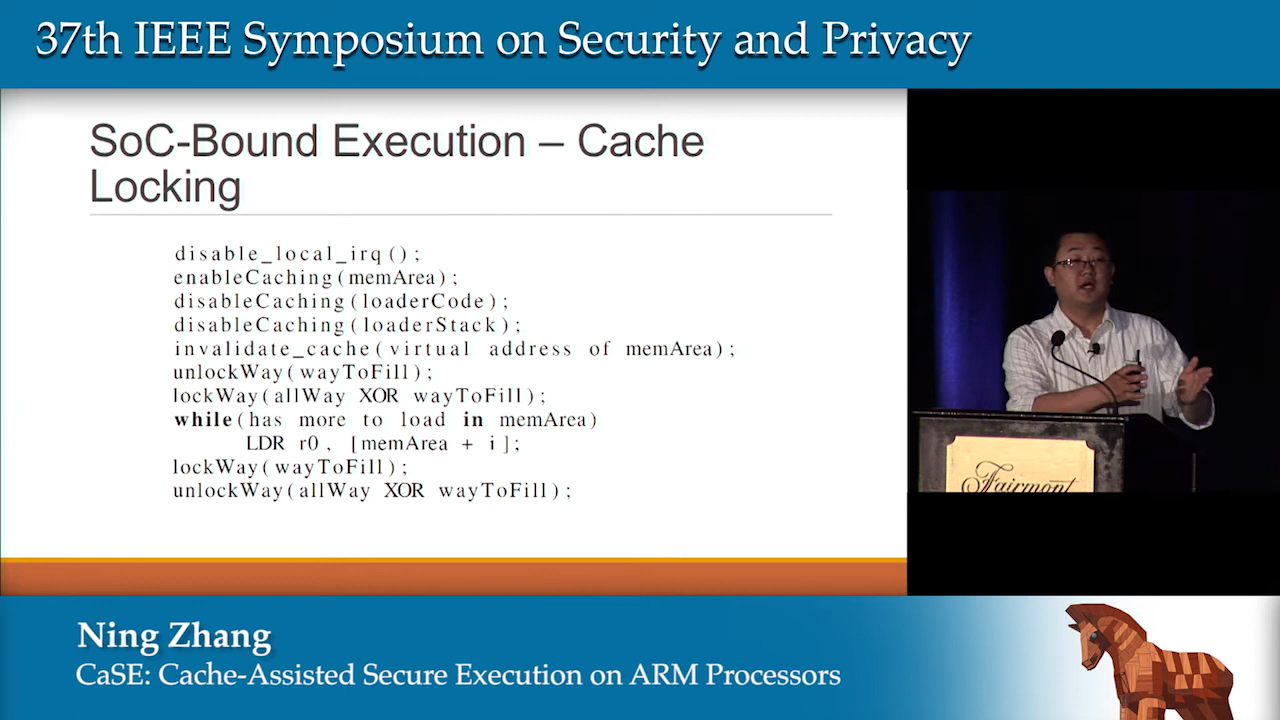 37th IEEE Symposium on Security and Privacy
SoC-Bound Execution – Cache
Locking
disable_local_irq();
enableCaching(memArea);
disableCaching(loaderCode);
disableCaching(loaderStack);
invalidate_cache(virtual address of memArea);
unlockWay(wayToFill);
lockWay(allWay XOR wayToFill);
while(has more to load in memArea)
LDR r0, [memArea + i];
lockWay(wayToFill);
unlockWay(allWay XOR wayToFill);
Fairmont
Ning Zhang
CaSE: Cache-Assisted Secure Execution on ARM Processors